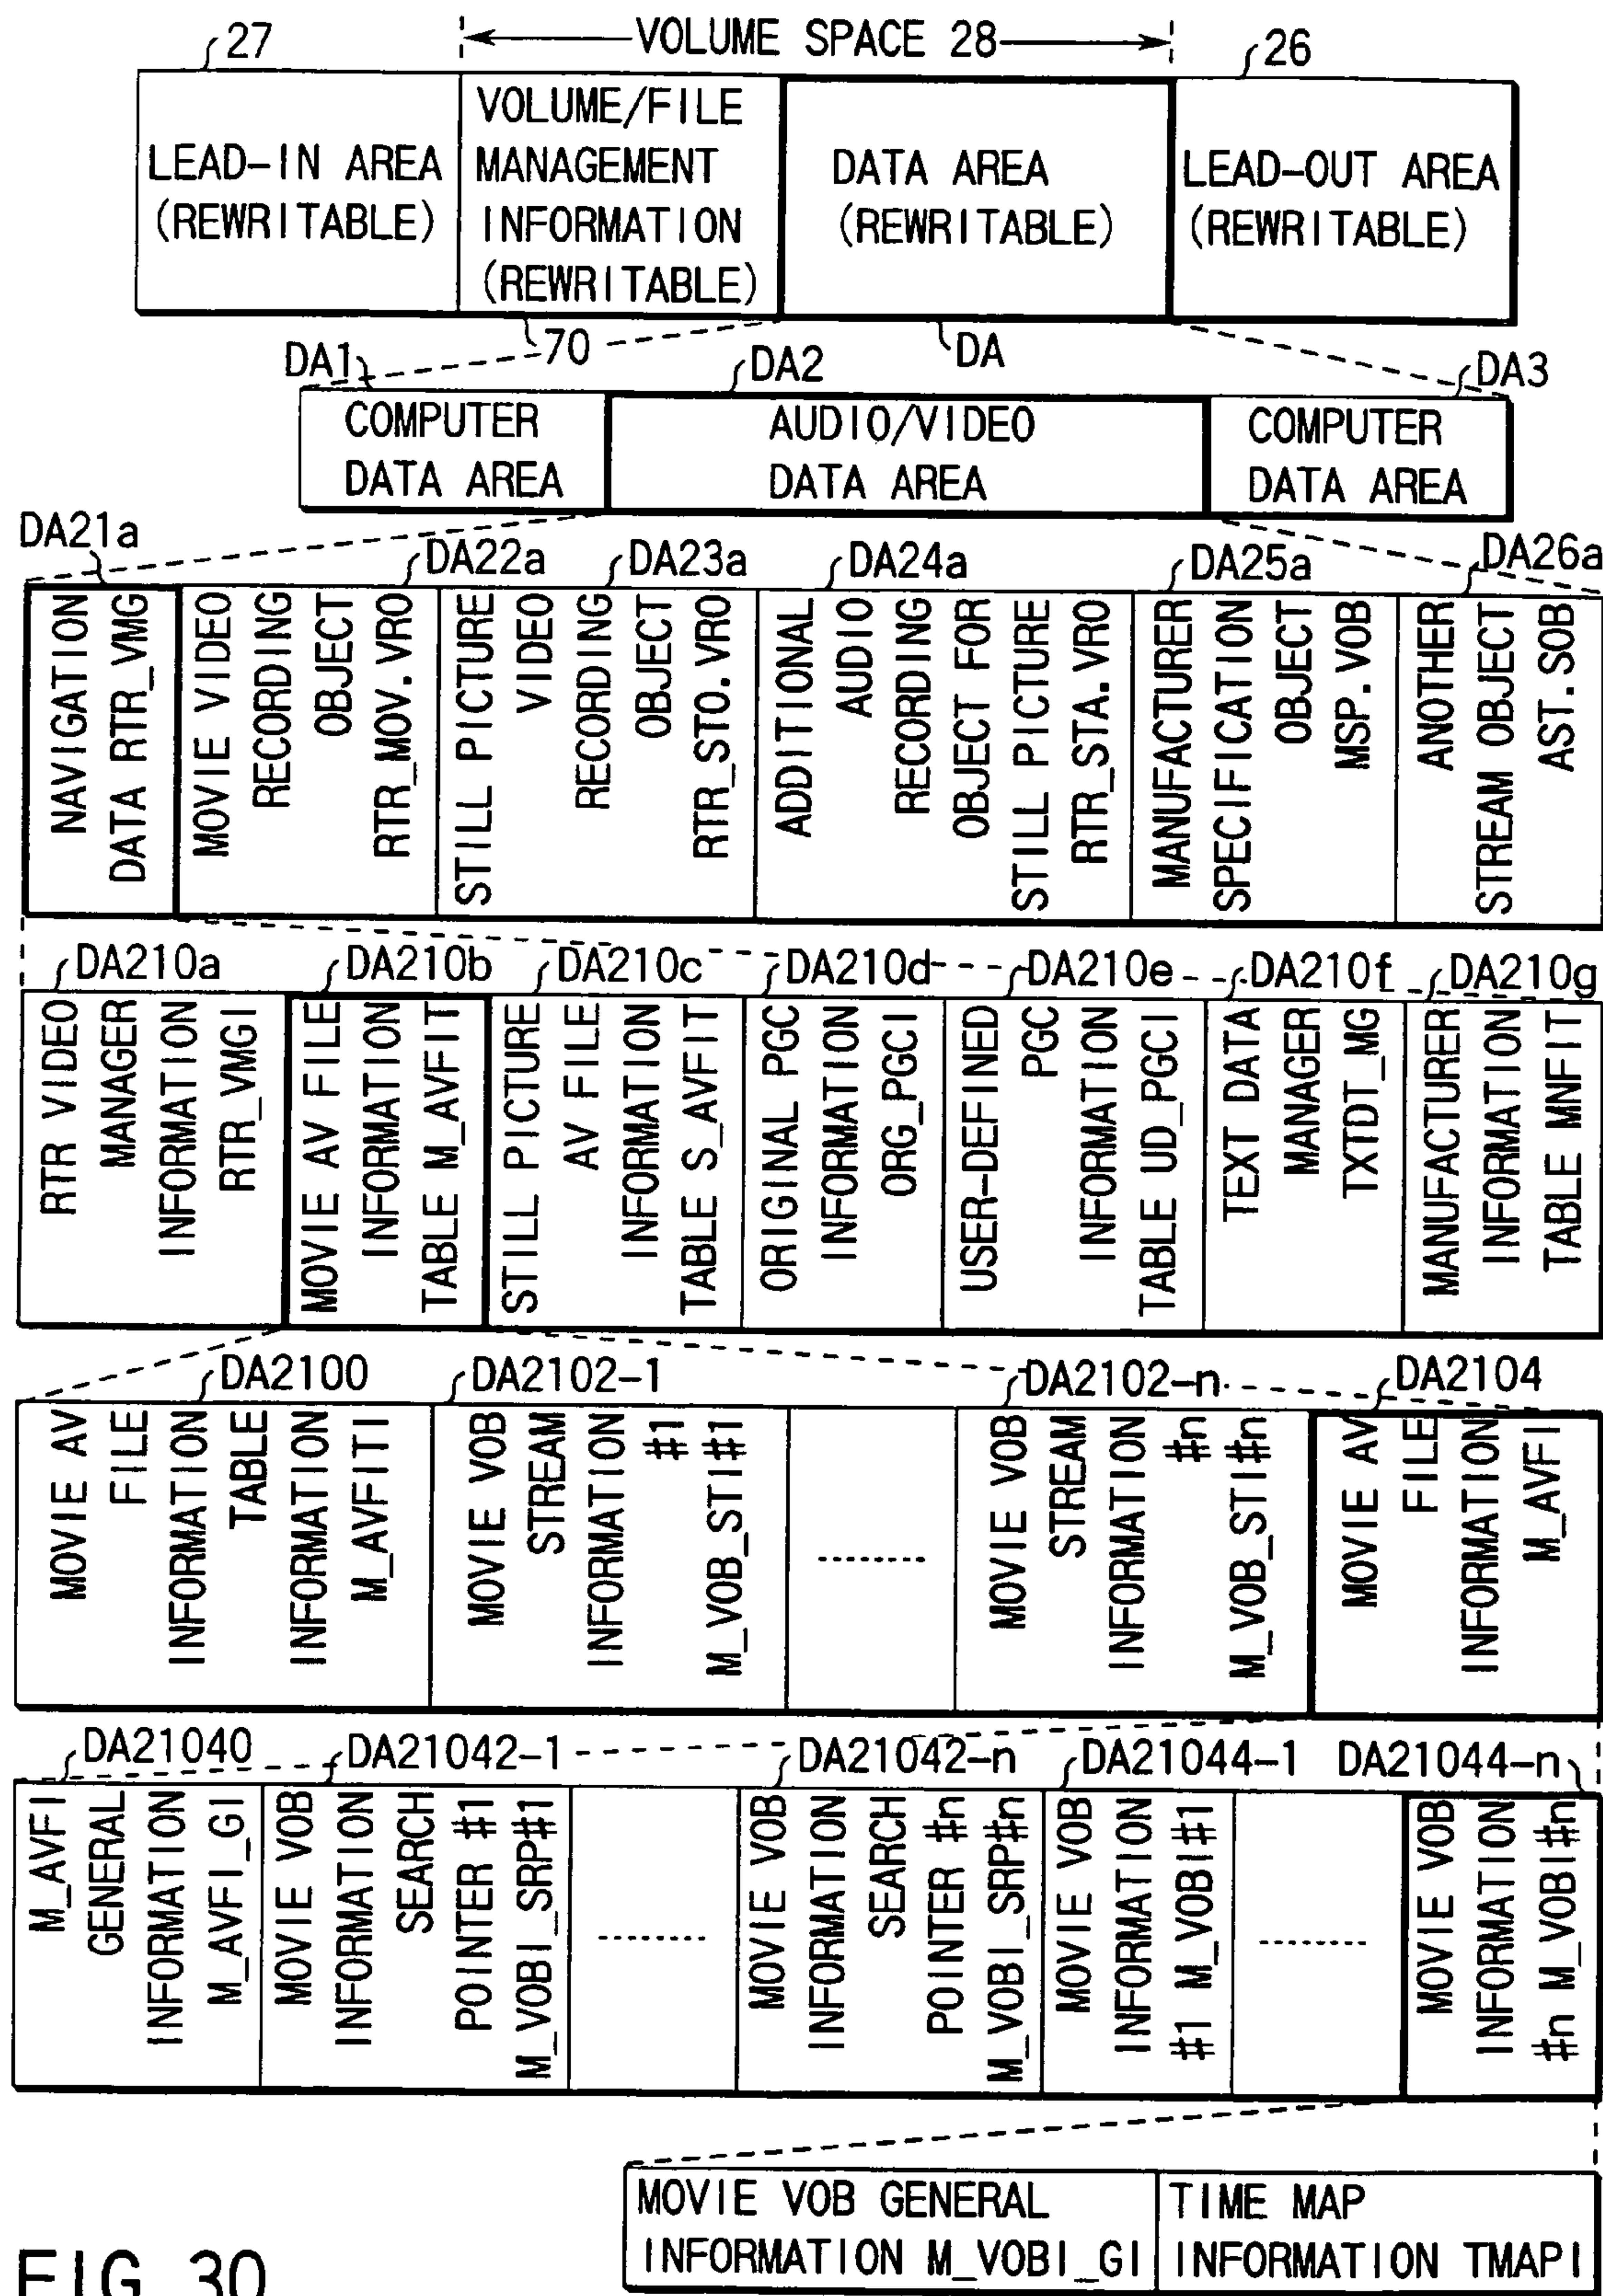 27
VOLUME SPACE 28
26
LEAD-IN AREA
(REWRITABLE)
VOLUME/FILE
MANAGEMENT
INFORMATION
(REWRITABLE)
DATA AREA
(REWRITABLE)
LEAD-OUT AREA
(REWRITABLE)
70
DA
DA1
DA2
DA3
COMPUTER
DATA AREA
AUDIO/VIDEO
DATA AREA
COMPUTER
DATA AREA
DA21a
DA22a
DA23a
DA24a
DA25a
DA26a
NAVIGATION
DATA RTR_VMG
MOVIE VIDEO
RECORDING
OBJECT
RTR_MOV.VRO
STILL PICTURE
VIDEO
RECORDING
OBJECT
RTR_STO.VRO
ADDITIONAL
AUDIO
RECORDING
OBJECT FOR
STILL PICTURE
RTR_STA.VRO
MANUFACTURER
SPECIFICATION
OBJECT
MSP.VOB
ANOTHER
STREAM OBJECT
AST.SOB
DA210a
DA210b
DA210c
DA210d
DA210e
DA210f
DA210g
RTR VIDEO
MANAGER
INFORMATION
RTR_VMGI
MOVIE AV FILE
INFORMATION
TABLE M_AVFIT
STILL PICTURE
AV FILE
INFORMATION
TABLE S_AVFIT
ORIGINAL PGC
INFORMATION
ORG_PGCI
USER-DEFINED
PGC
INFORMATION
TABLE UD_PGCI
TEXT DATA
MANAGER
TXTDT_MG
MANUFACTURER
INFORMATION
TABLE MNFIT
DA2100
DA2102-1
DA2102-n
DA2104
MOVIE AV
FILE
INFORMATION
TABLE
INFORMATION
M_AVFITI
MOVIE VOB
STREAM
INFORMATION
#1
M_VOB_STI#1
MOVIE VOB
STREAM
INFORMATION
#n
M_VOB_STI#n
MOVIE AV
FILE
INFORMATION
M_AVFI
DA21040
DA21042-1
DA21042-n
DA21044-1
DA21044-n
M_AVFI
GENERAL
INFORMATION
M_AVFI_GI
MOVIE VOB
INFORMATION
SEARCH
POINTER #1
M_VOBI_SRP#1
MOVIE VOB
INFORMATION
SEARCH
POINTER #n
M_VOBI_SRP#n
MOVIE VOB
INFORMATION
#1 M_VOBI#1
MOVIE VOB
INFORMATION
#n M_VOBI#n
MOVIE VOB GENERAL
INFORMATION M_VOBI_GI
TIME MAP
INFORMATION TMAPI
FIG. 30